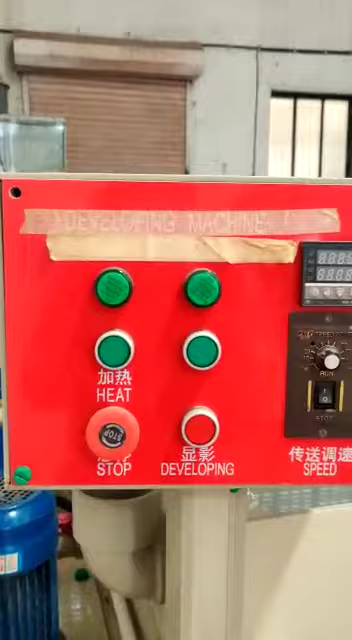 DEVELOPING MACHINE
加热
HEAT
STOP
STOP
显影
DEVELOPING
RUN
STOP
传送调速
SPEED